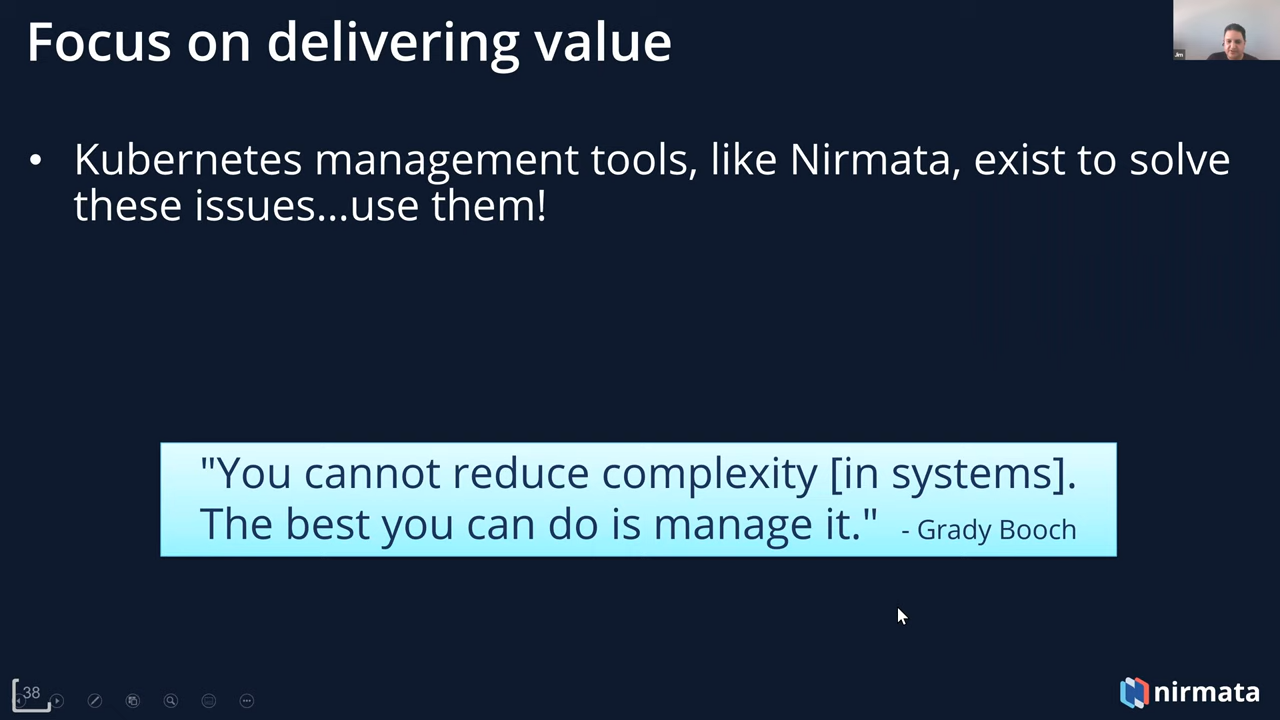 Focus on delivering value
Jim
• Kubernetes management tools, like Nirmata, exist to solve
these issues...use them!
"You cannot reduce complexity [in systems].
The best you can do is manage it." - Grady Booch
38
nirmata